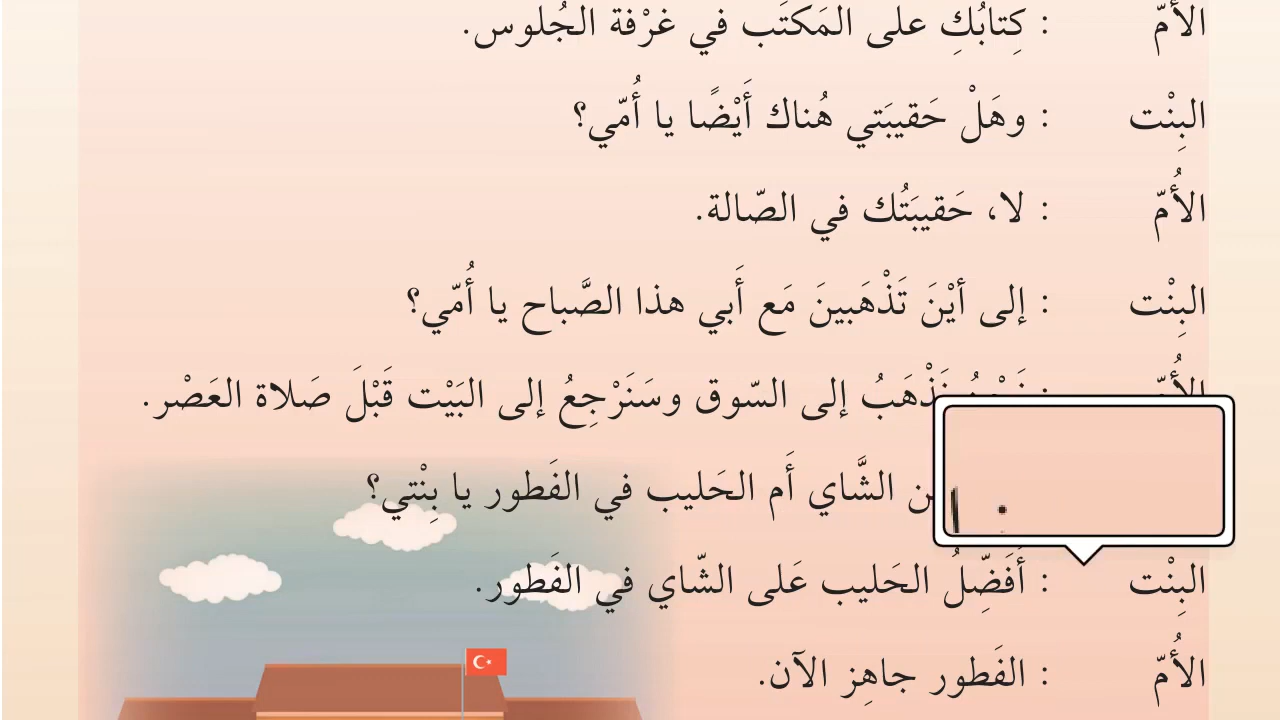 الأُمّ : كِتابُكِ على المَكتَب في غرْفة الجُلوس.
البِنْت : وهَلْ حَقيبَتي هُناك أَيْضًا يا أُمّي؟
الأُمّ : لا، حَقيبَتُك في الصّالة.
البِنْت : إلى أيْنَ تَذْهَبينَ مَع أَبي هذا الصَّباح يا أُمّي؟
الأُمّ : إلى السّوق وسَنَرْجِعُ إلى البَيْت قَبْلَ صَلاة العَصْر.
الشَّاي أَم الحَليب في الفَطور يا بِنْتي؟
البِنْت : أُفَضِّلُ الحَليب عَلى الشّاي في الفَطور.
الأُمّ : الفَطور جاهِز الآن.